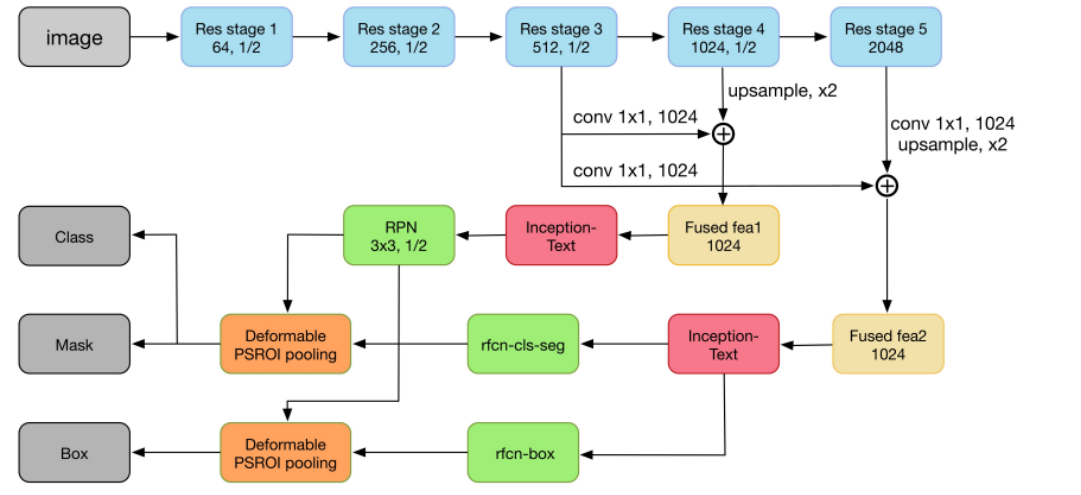 image
Res stage 1
64, 1/2
Res stage 2
256, 1/2
Res stage 3
512, 1/2
Res stage 4
1024, 1/2
Res stage 5
2048
upsample, x2
conv 1x1, 1024
conv 1x1, 1024
upsample, x2
conv 1x1, 1024
Class
RPN
3x3, 1/2
Inception-
Text
Fused fea1
1024
Mask
Deformable
PSROI pooling
rfcn-cls-seg
Inception-
Text
Fused fea2
1024
Box
Deformable
PSROI pooling
rfcn-box